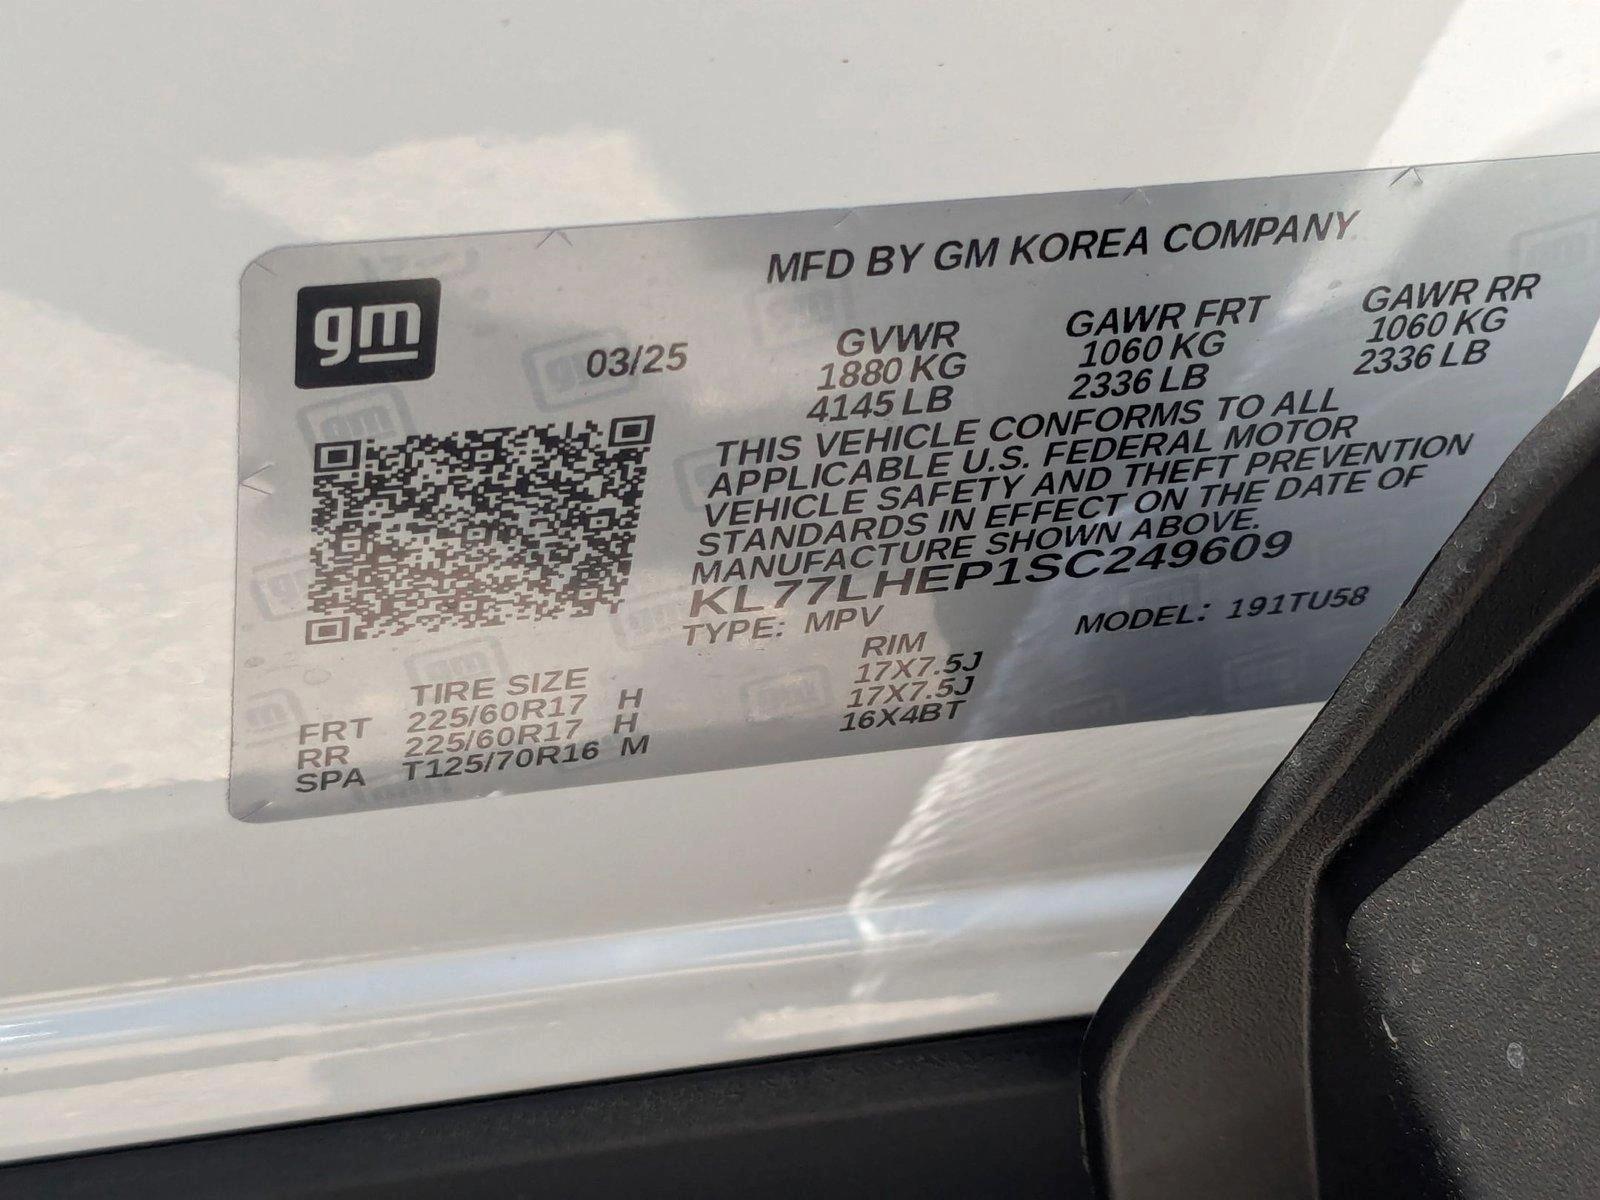 MFD BY GM KOREA COMPANY
gm
03/25
GVWR GAWR FRT GAWR RR
1880 KG 1060 KG 1060 KG
4145 LB 2336 LB 2336 LB
THIS VEHICLE CONFORMS TO ALL
APPLICABLE U.S. FEDERAL MOTOR
VEHICLE SAFETY AND THEFT PREVENTION
STANDARDS IN EFFECT ON THE DATE OF
MANUFACTURE SHOWN ABOVE.
KL77LHEP1SC249609
TYPE: MPV MODEL: 191TU58
TIRE SIZE RIM
FRT 225/60R17 H 17X7.5J
RR 225/60R17 H 17X7.5J
SPA T125/70R16 M 16X4BT